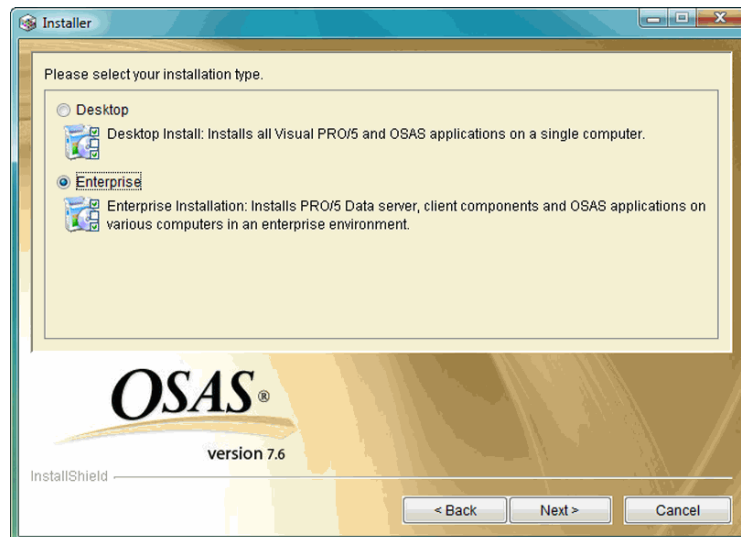 Installer
Please select your installation type.
Desktop
Desktop Install: Installs all Visual PRO/5 and OSAS applications on a single computer.
Enterprise
Enterprise Installation: Installs PRO/5 Data server, client components and OSAS applications on
various computers in an enterprise environment.
OSAS®
version 7.6
InstallShield
< Back Next > Cancel